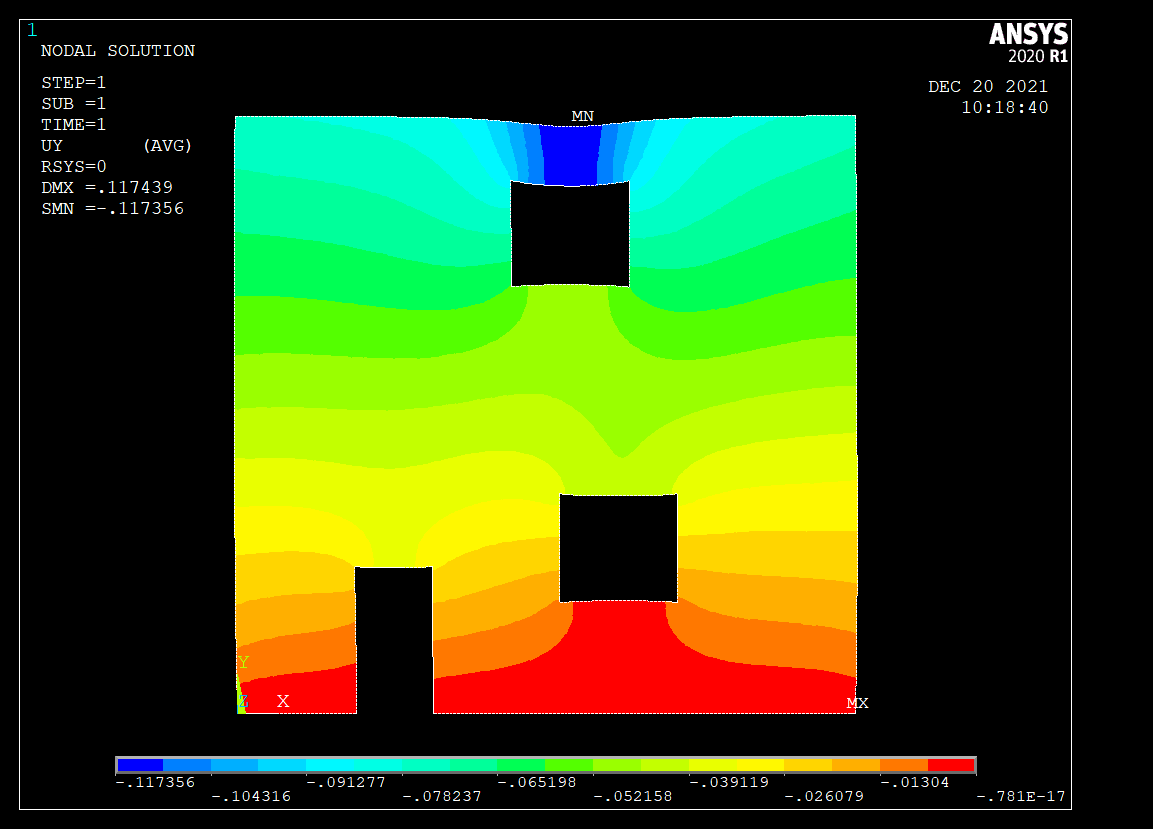 1
NODAL SOLUTION
STEP=1
SUB =1
TIME=1
UY (AVG)
RSYS=0
DMX =.117439
SMN =-.117356
ANSYS
2020 R1
DEC 20 2021
10:18:40
MN
Y
Z X
MX
-.117356 -.091277 -.065198 -.039119 -.01304
-.104316 -.078237 -.052158 -.026079 -.781E-17